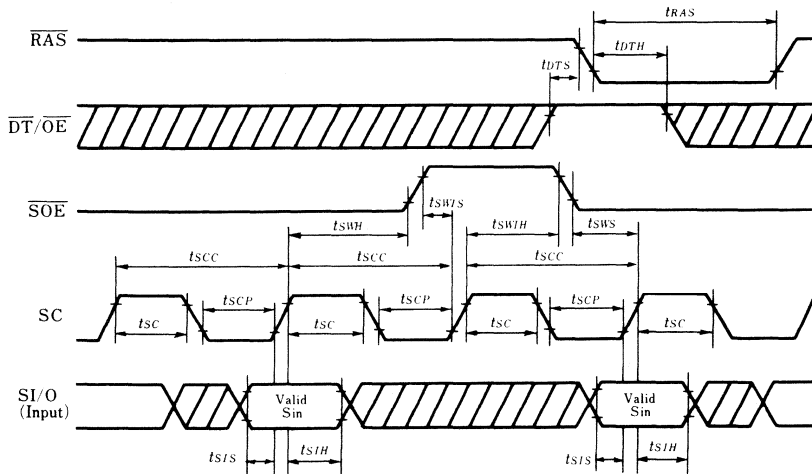 tRAS
RAS
tDTH
tDTS
DT/OE
SOE
tSWIS
tSWH tSWIH tSWS
tSCC tSCC tSCC
SC
tSCP tSCP tSCP
tSC tSC tSC tSC
SI/O
(Input)
Valid
Sin
Valid
Sin
tSIS tSIH tSIS tSIH